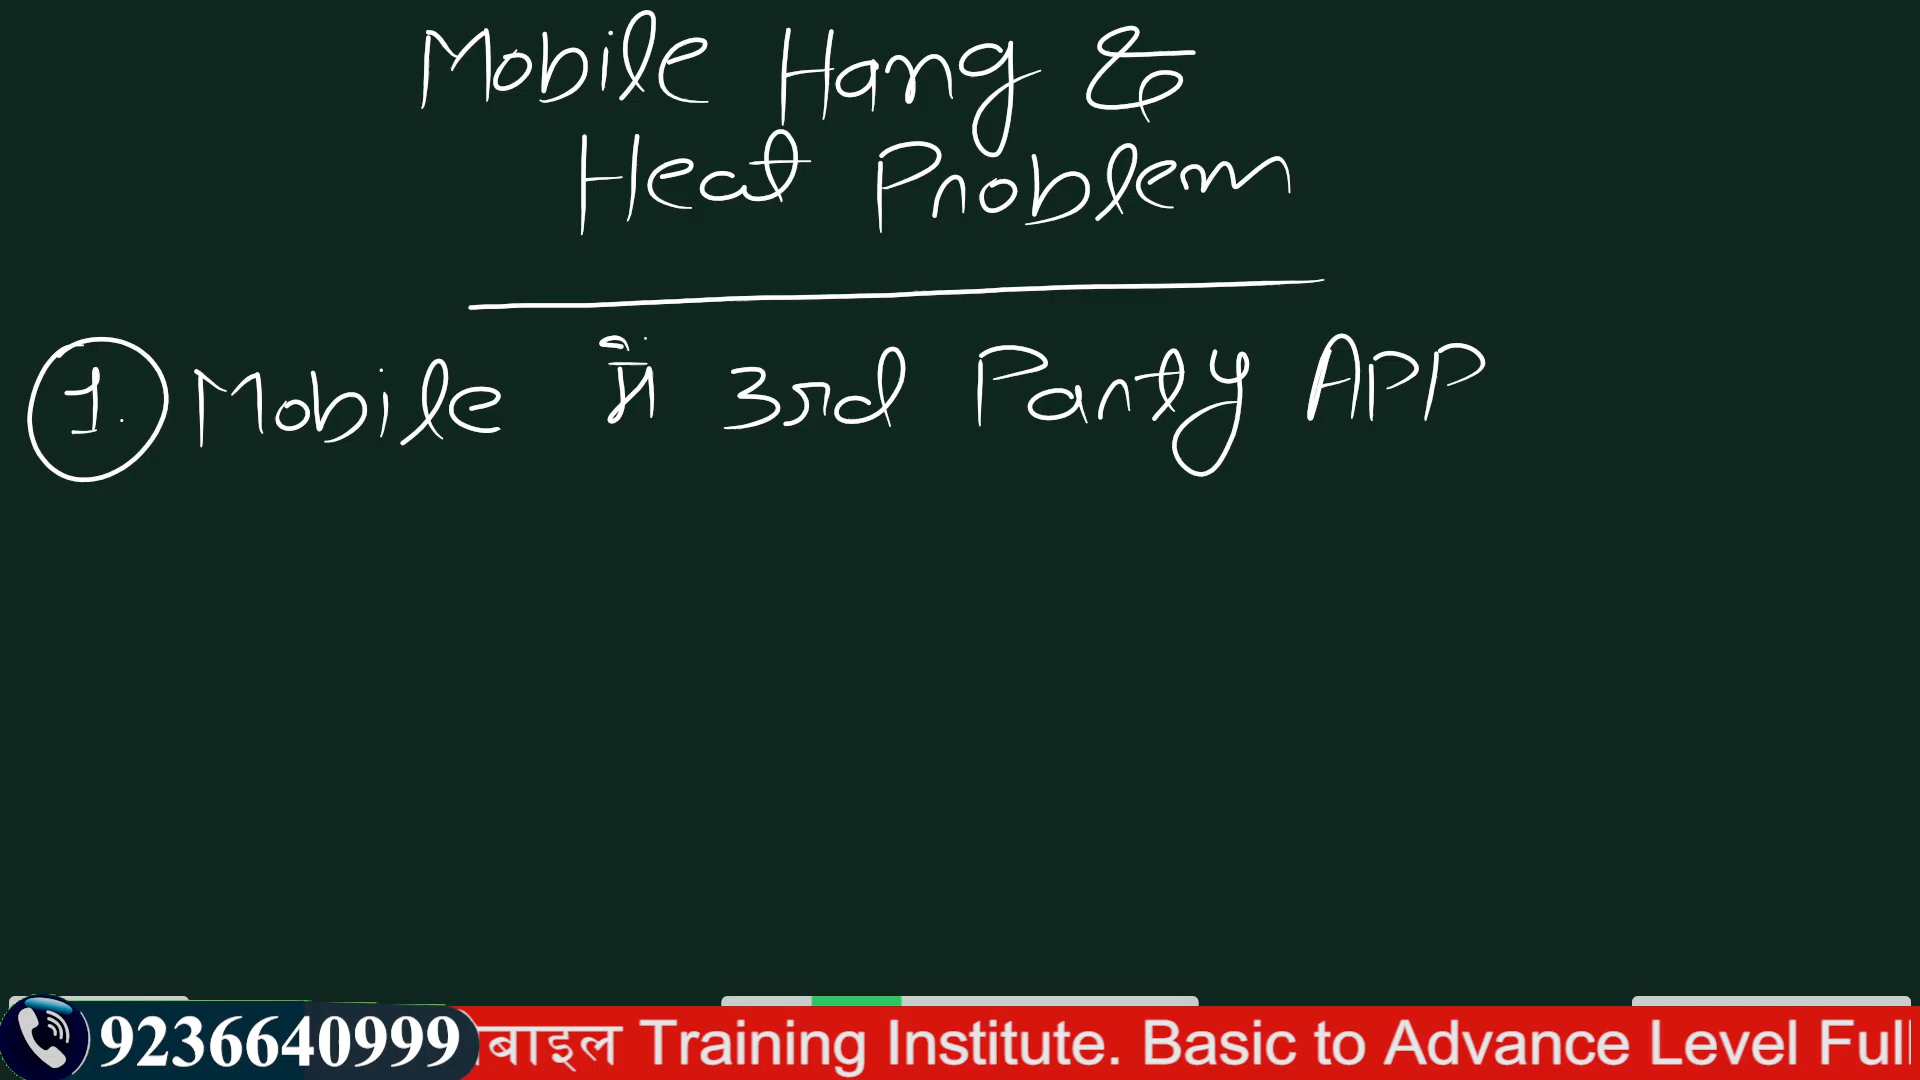 Mobile Hang &
Heat Problem
1. Mobile में 3rd Party APP
9236640999 बाइल Training Institute. Basic to Advance Level Full